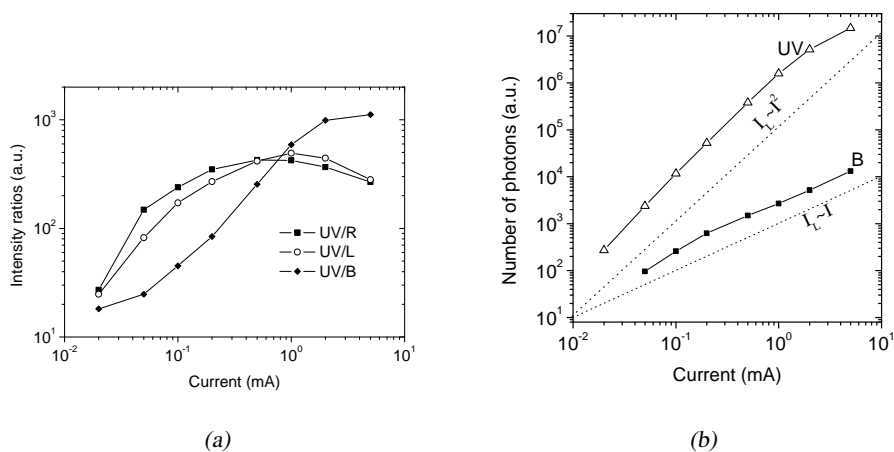 Intensity ratios (a.u.)
10³
10²
10¹
10⁻² 10⁻¹ 10⁰ 10¹
Current (mA)
UV/R
UV/L
UV/B
(a)
Number of photons (a.u.)
10⁷
10⁶
10⁵
10⁴
10³
10²
10¹
10⁻² 10⁻¹ 10⁰ 10¹
Current (mA)
UV
I_L~I²
B
I_L~I
(b)